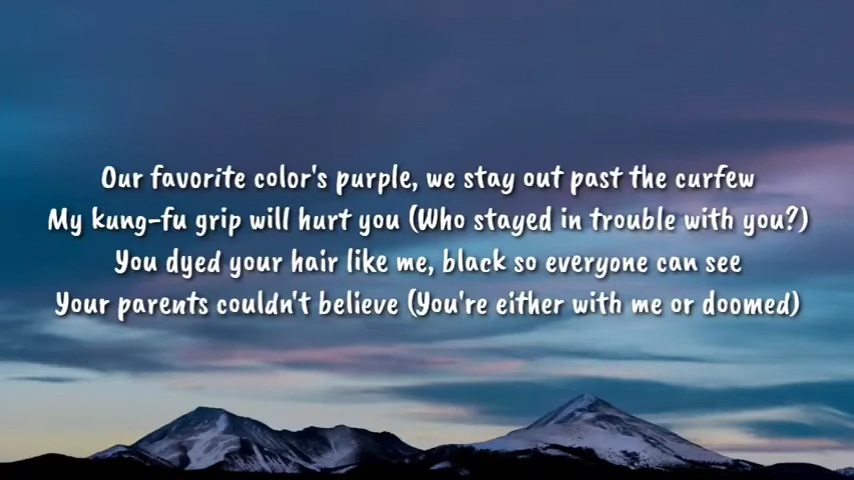 Our favorite color's purple, we stay out past the curfew
My kung-fu grip will hurt you (Who stayed in trouble with you?)
You dyed your hair like me, black so everyone can see
Your parents couldn't believe (You're either with me or doomed)